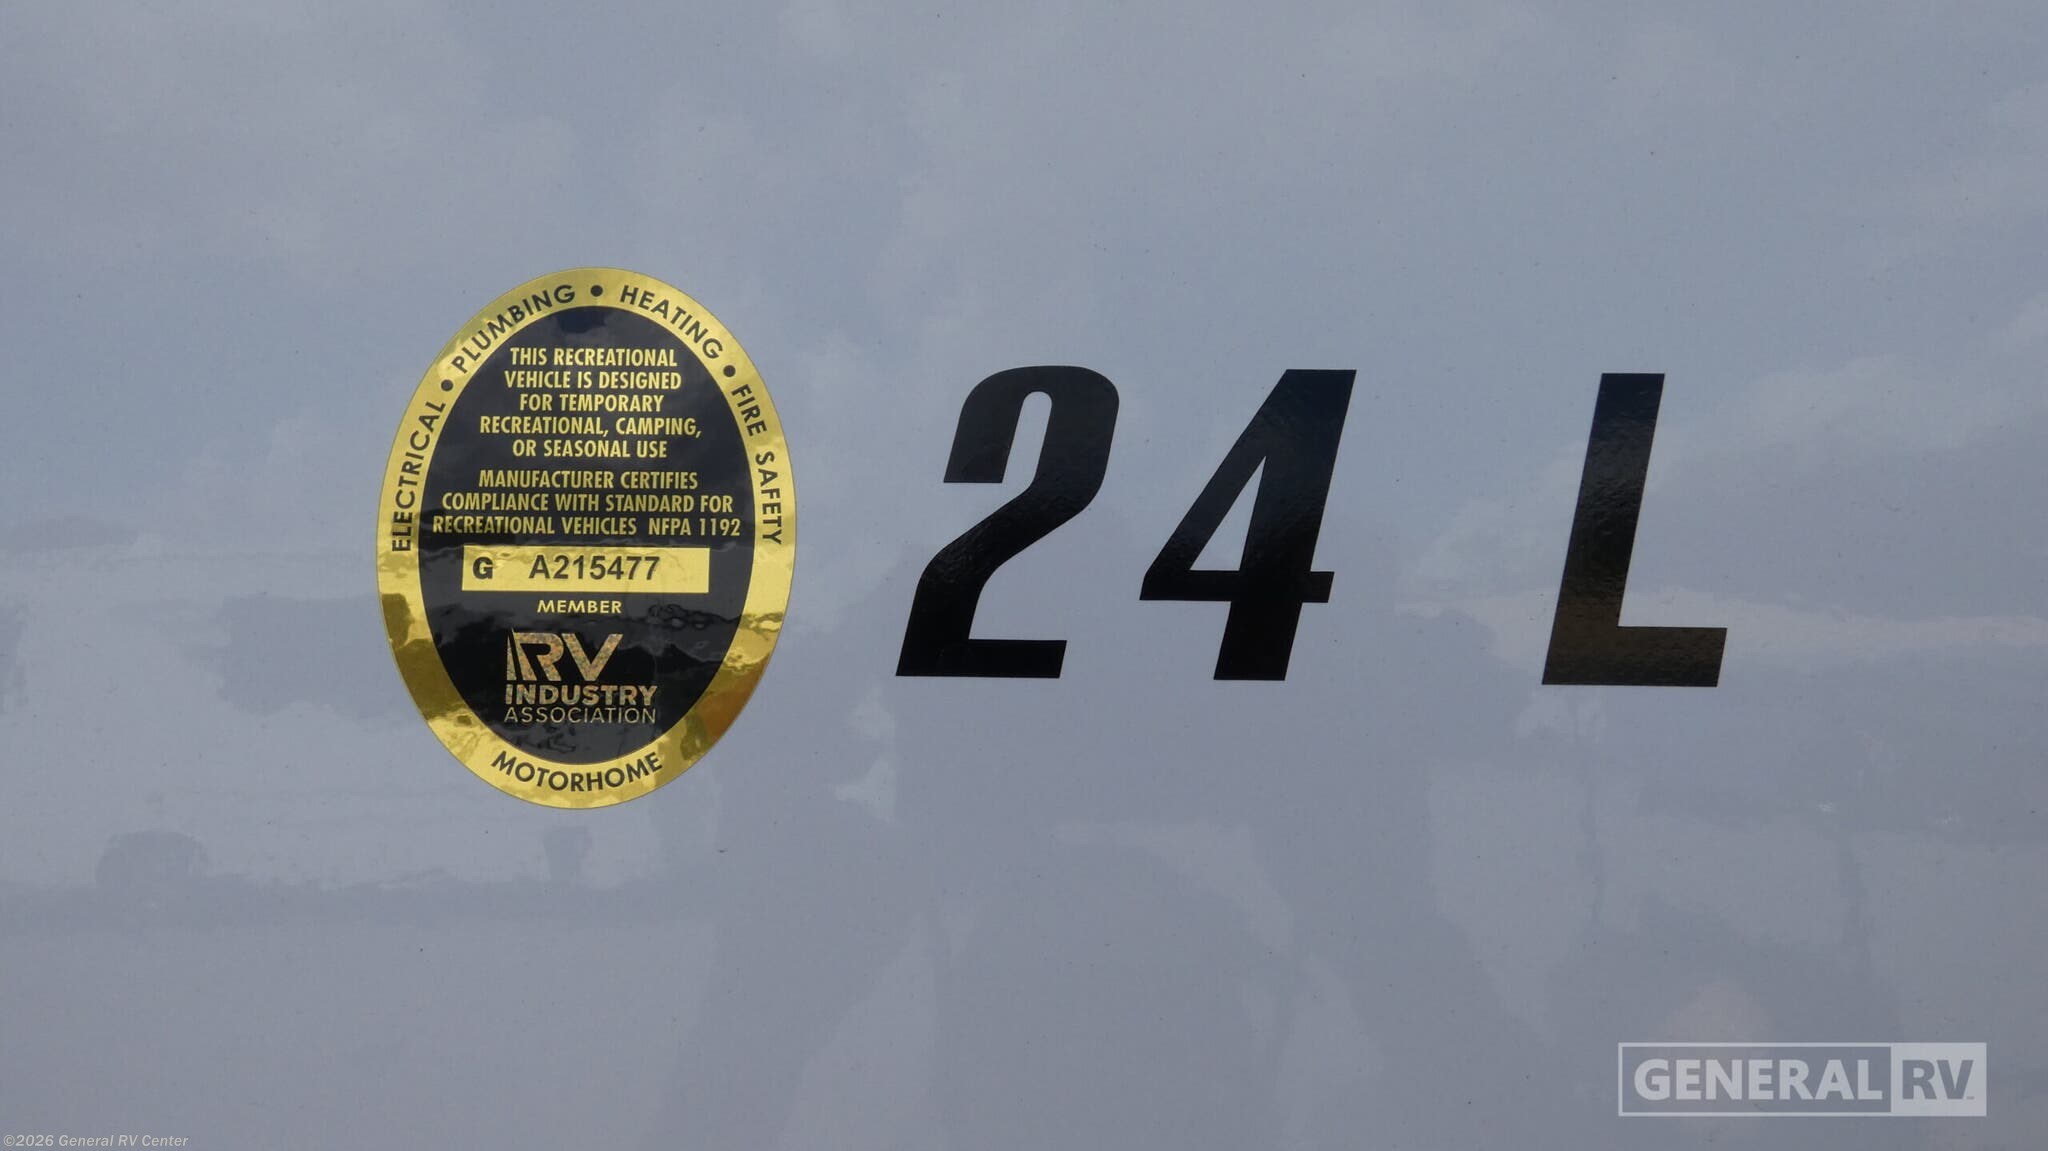 ELECTRICAL • PLUMBING • HEATING • FIRE SAFETY
THIS RECREATIONAL
VEHICLE IS DESIGNED
FOR TEMPORARY
RECREATIONAL, CAMPING,
OR SEASONAL USE
MANUFACTURER CERTIFIES
COMPLIANCE WITH STANDARD FOR
RECREATIONAL VEHICLES NFPA 1192
G A215477
MEMBER
RV
INDUSTRY
ASSOCIATION
MOTORHOME
24 L
GENERAL RV
©2026 General RV Center